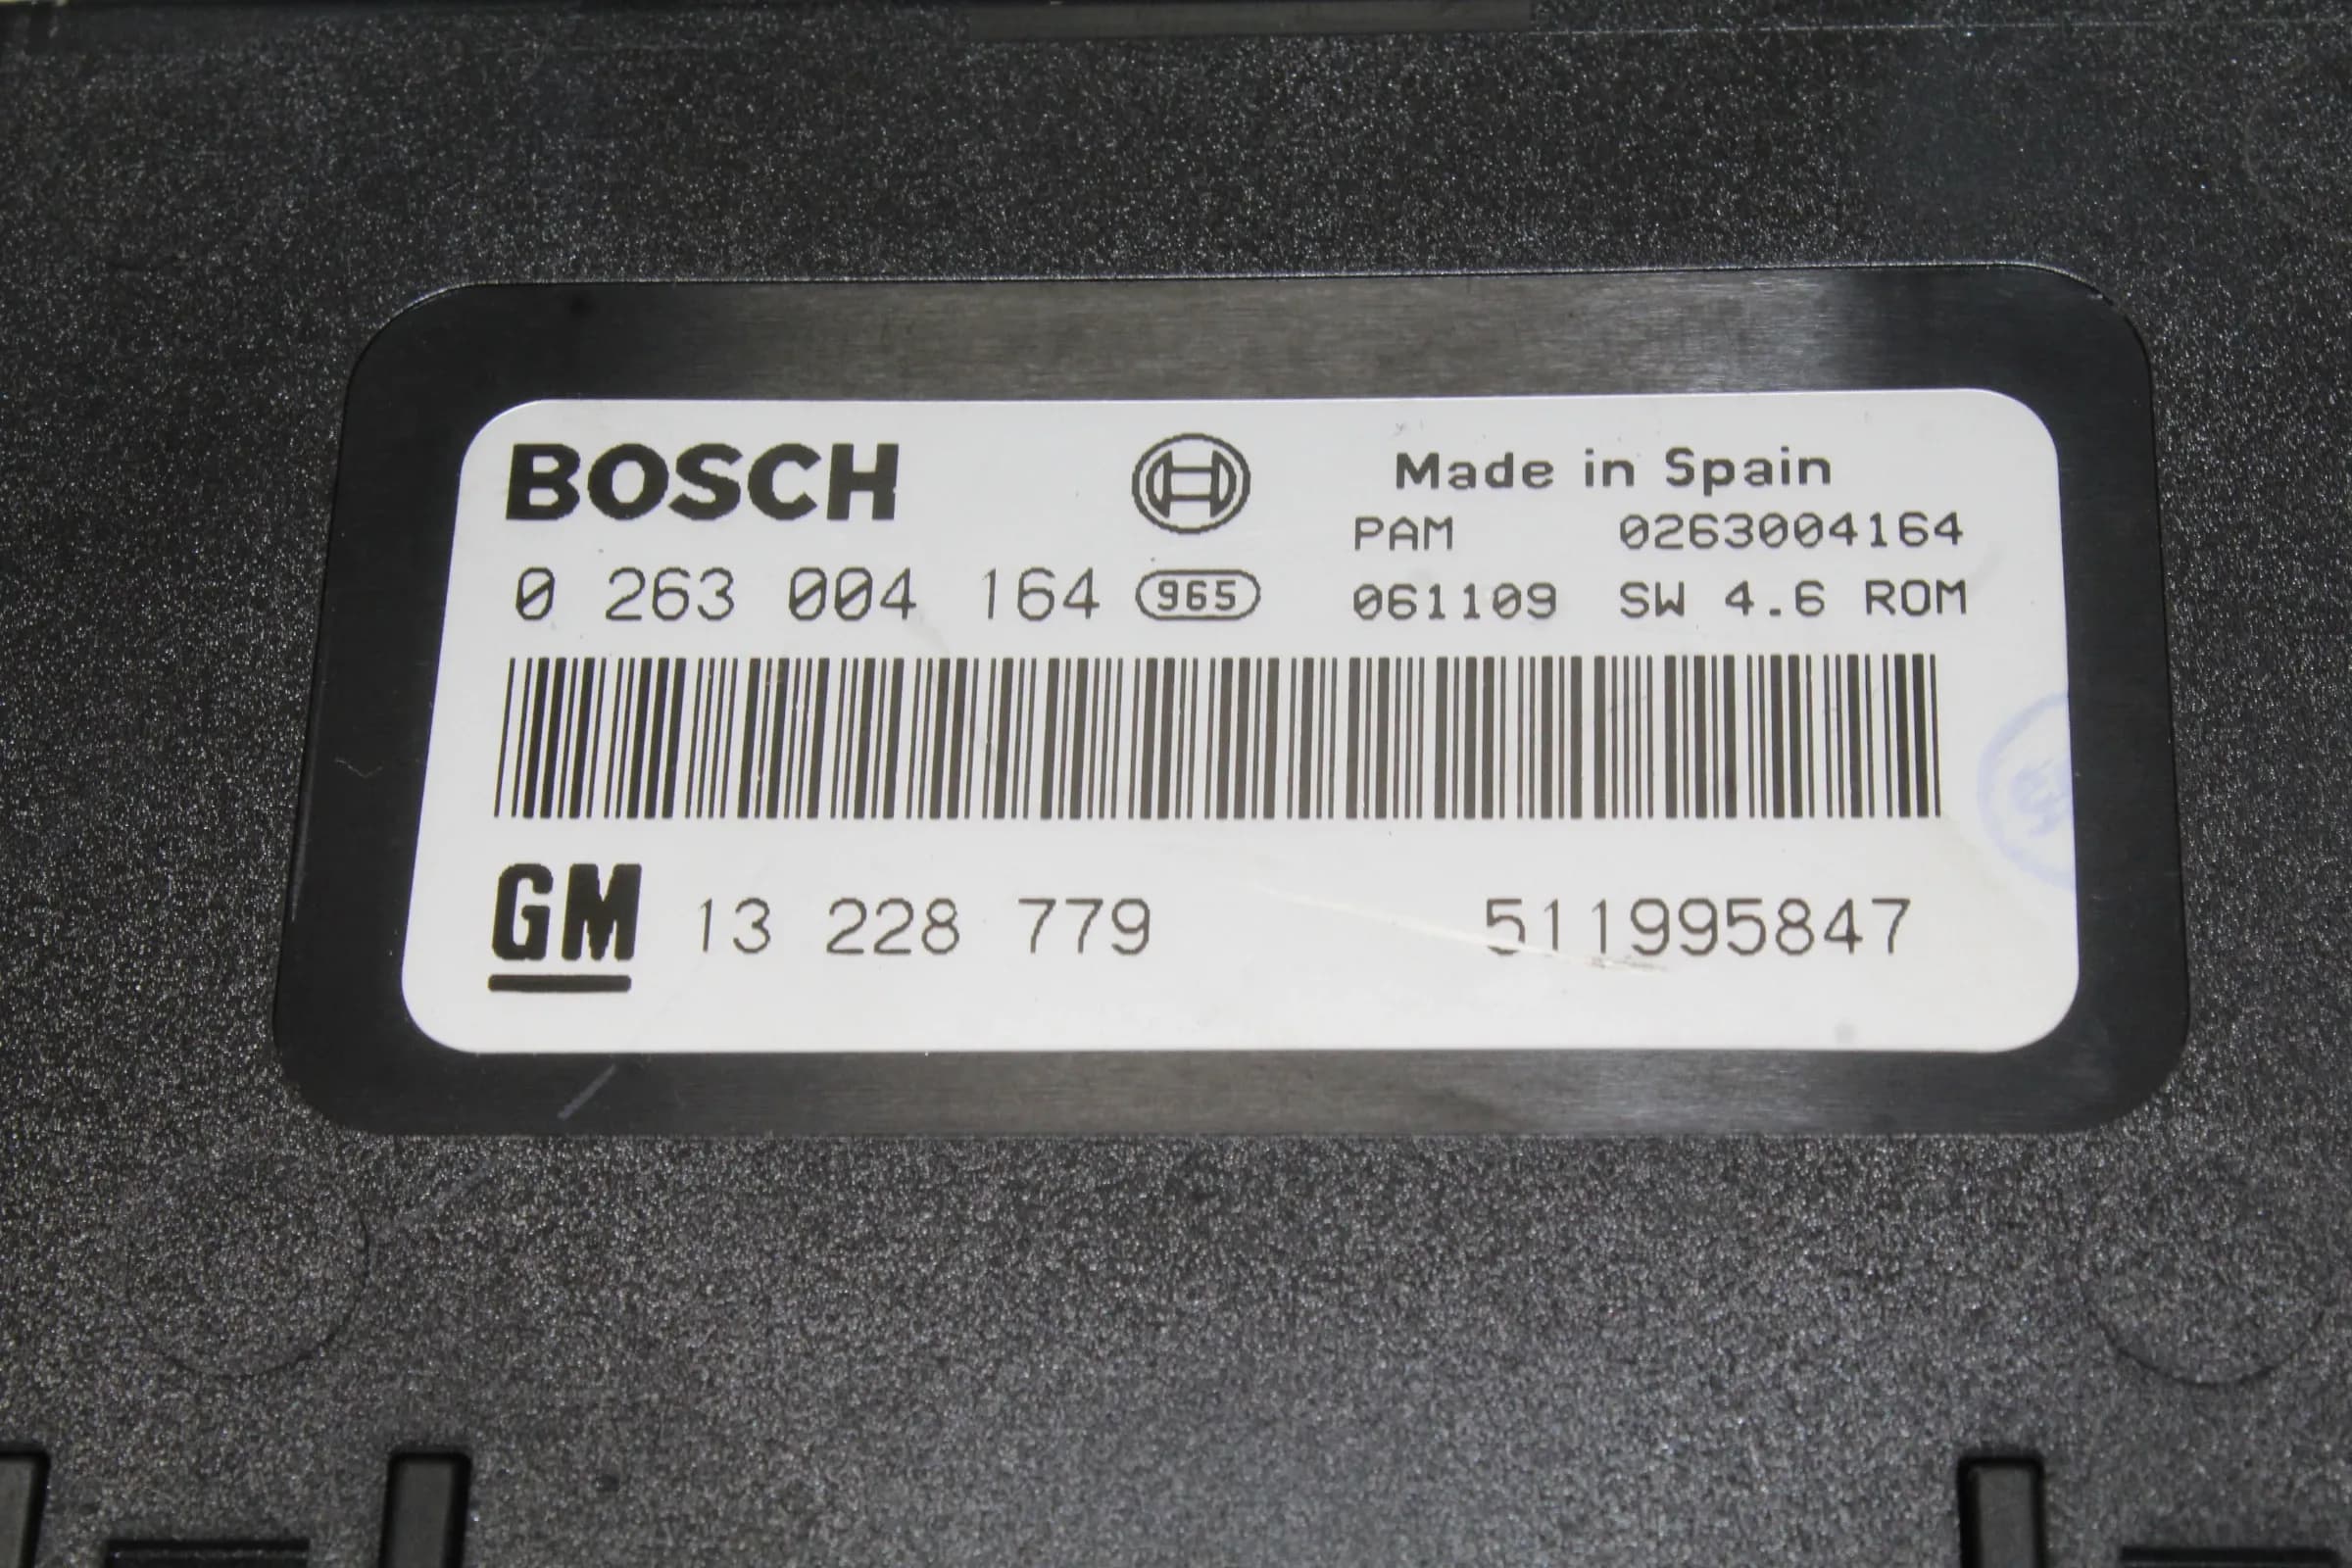 BOSCH
Made in Spain
PAM 0263004164
0 263 004 164 965
061109 SW 4.6 ROM
GM 13 228 779 511995847